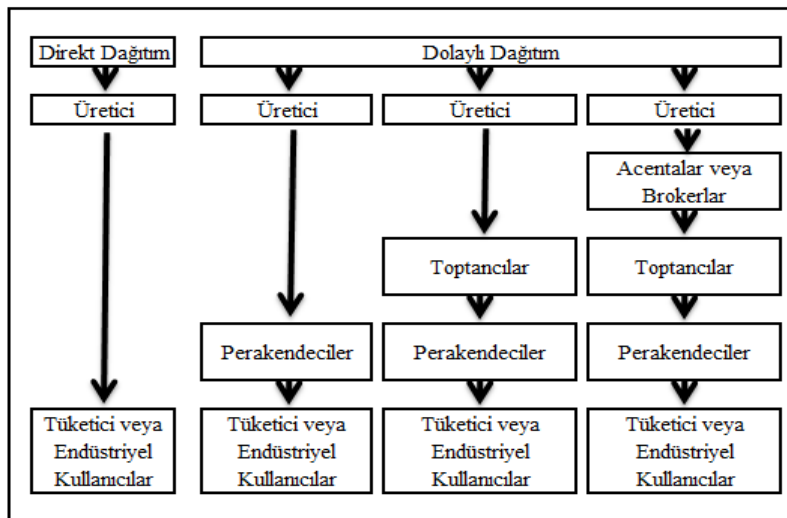 Direkt Dağıtım
Dolaylı Dağıtım
Üretici
Üretici
Üretici
Üretici
Acentalar veya
Brokerlar
Toptancılar
Toptancılar
Perakendeciler
Perakendeciler
Perakendeciler
Tüketici veya
Endüstriyel
Kullanıcılar
Tüketici veya
Endüstriyel
Kullanıcılar
Tüketici veya
Endüstriyel
Kullanıcılar
Tüketici veya
Endüstriyel
Kullanıcılar